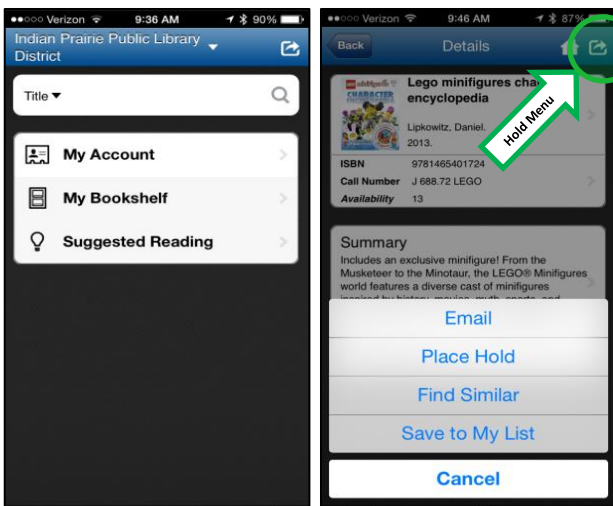 Verizon 9:36 AM 90%
Indian Prairie Public Library
District
Title
My Account
My Bookshelf
Suggested Reading
Verizon 9:46 AM 87%
Back Details
Hold Menu
Lego minifigures cha
encyclopedia
CHARACTER
Lipkowitz, Daniel.
2013.
ISBN 9781465401724
Call Number J 688.72 LEGO
Availability 13
Summary
Includes an exclusive minifigure! From the
Musketeer to the Minotaur, the LEGO® Minifigures
world features a diverse cast of minifigures
Email
Place Hold
Find Similar
Save to My List
Cancel